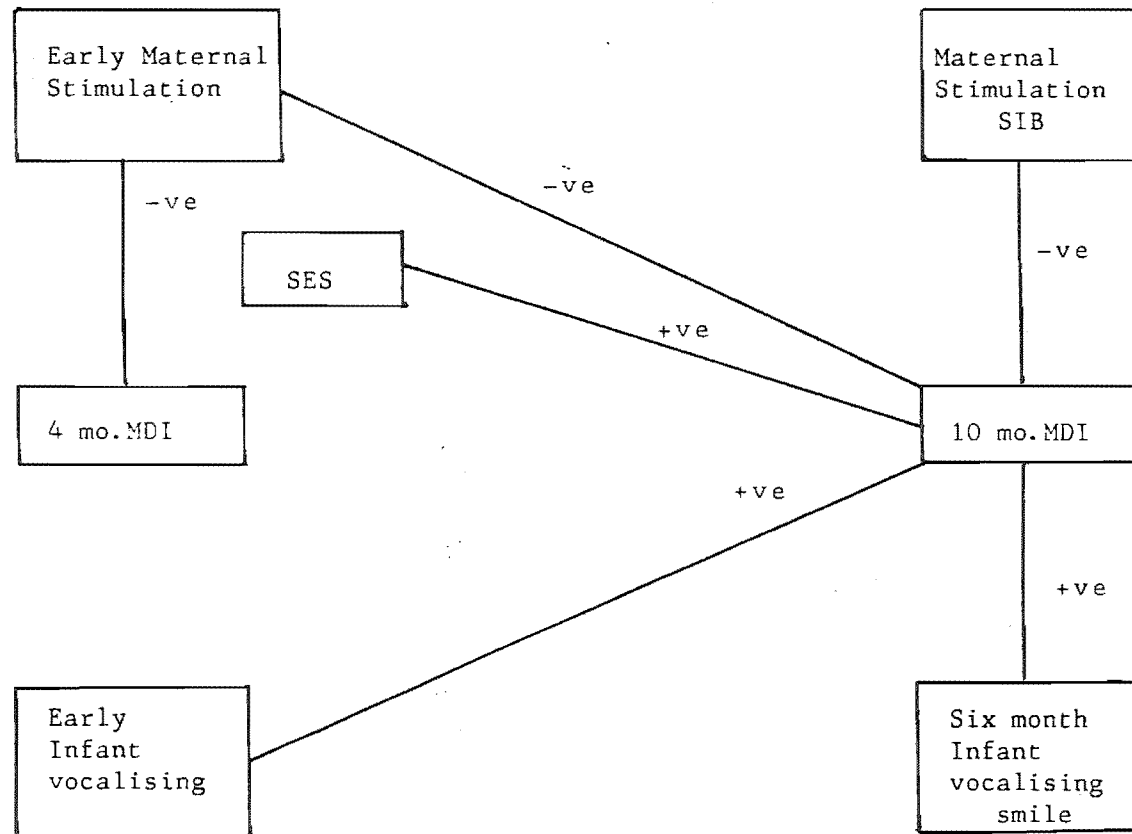 Early Maternal
Stimulation
Maternal
Stimulation
SIB
-ve
-ve
-ve
SES
+ve
4 mo.MDI
10 mo.MDI
+ve
+ve
Early
Infant
vocalising
Six month
Infant
vocalising
smile